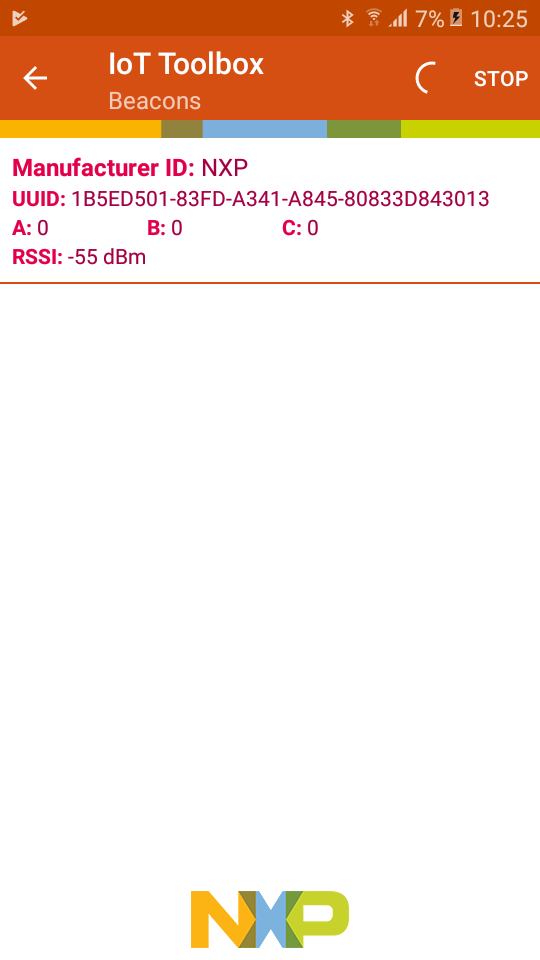 7% 10:25
IoT Toolbox
Beacons
STOP
Manufacturer ID: NXP
UUID: 1B5ED501-83FD-A341-A845-80833D843013
A: 0 B: 0 C: 0
RSSI: -55 dBm
NXP